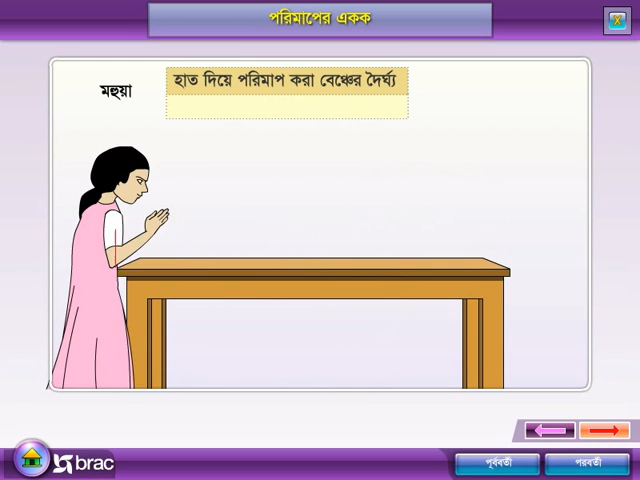 পরিমাপের একক
X
মহুয়া
হাত দিয়ে পরিমাপ করা বেঞ্চের দৈর্ঘ্য
brac
পূর্ববর্তী
পরবর্তী